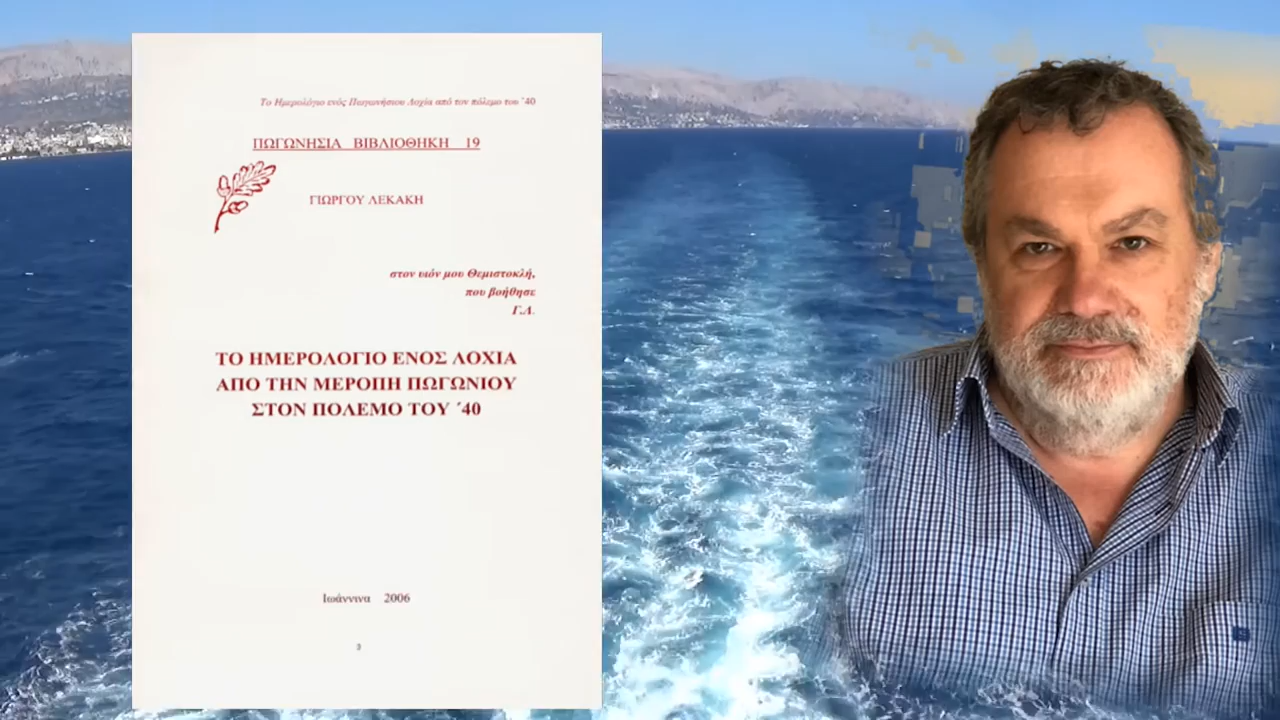 Το Ημερολόγιο ενός Πωγωνήσιου Λοχία από τον πόλεμο του ΄40
ΠΩΓΩΝΗΣΙΑ ΒΙΒΛΙΟΘΗΚΗ 19
ΓΙΩΡΓΟΥ ΛΕΚΑΚΗ
στον υιόν μου Θεμιστοκλή,
που βοήθησε
Γ.Λ.
ΤΟ ΗΜΕΡΟΛΟΓΙΟ ΕΝΟΣ ΛΟΧΙΑ
ΑΠΟ ΤΗΝ ΜΕΡΟΠΗ ΠΩΓΩΝΙΟΥ
ΣΤΟΝ ΠΟΛΕΜΟ ΤΟΥ ΄40
Ιωάννινα 2006
3